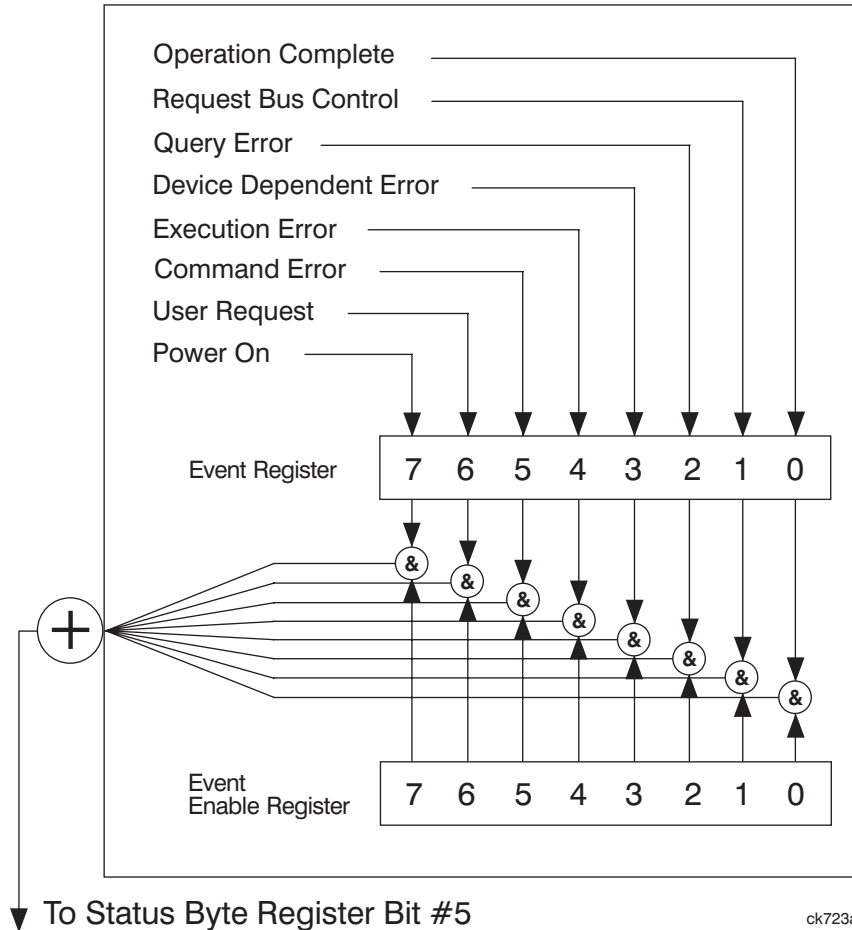 Operation Complete
Request Bus Control
Query Error
Device Dependent Error
Execution Error
Command Error
User Request
Power On
Event Register 7 6 5 4 3 2 1 0
&
&
&
&
&
&
&
&
+
Event
Enable Register 7 6 5 4 3 2 1 0
To Status Byte Register Bit #5
ck723a